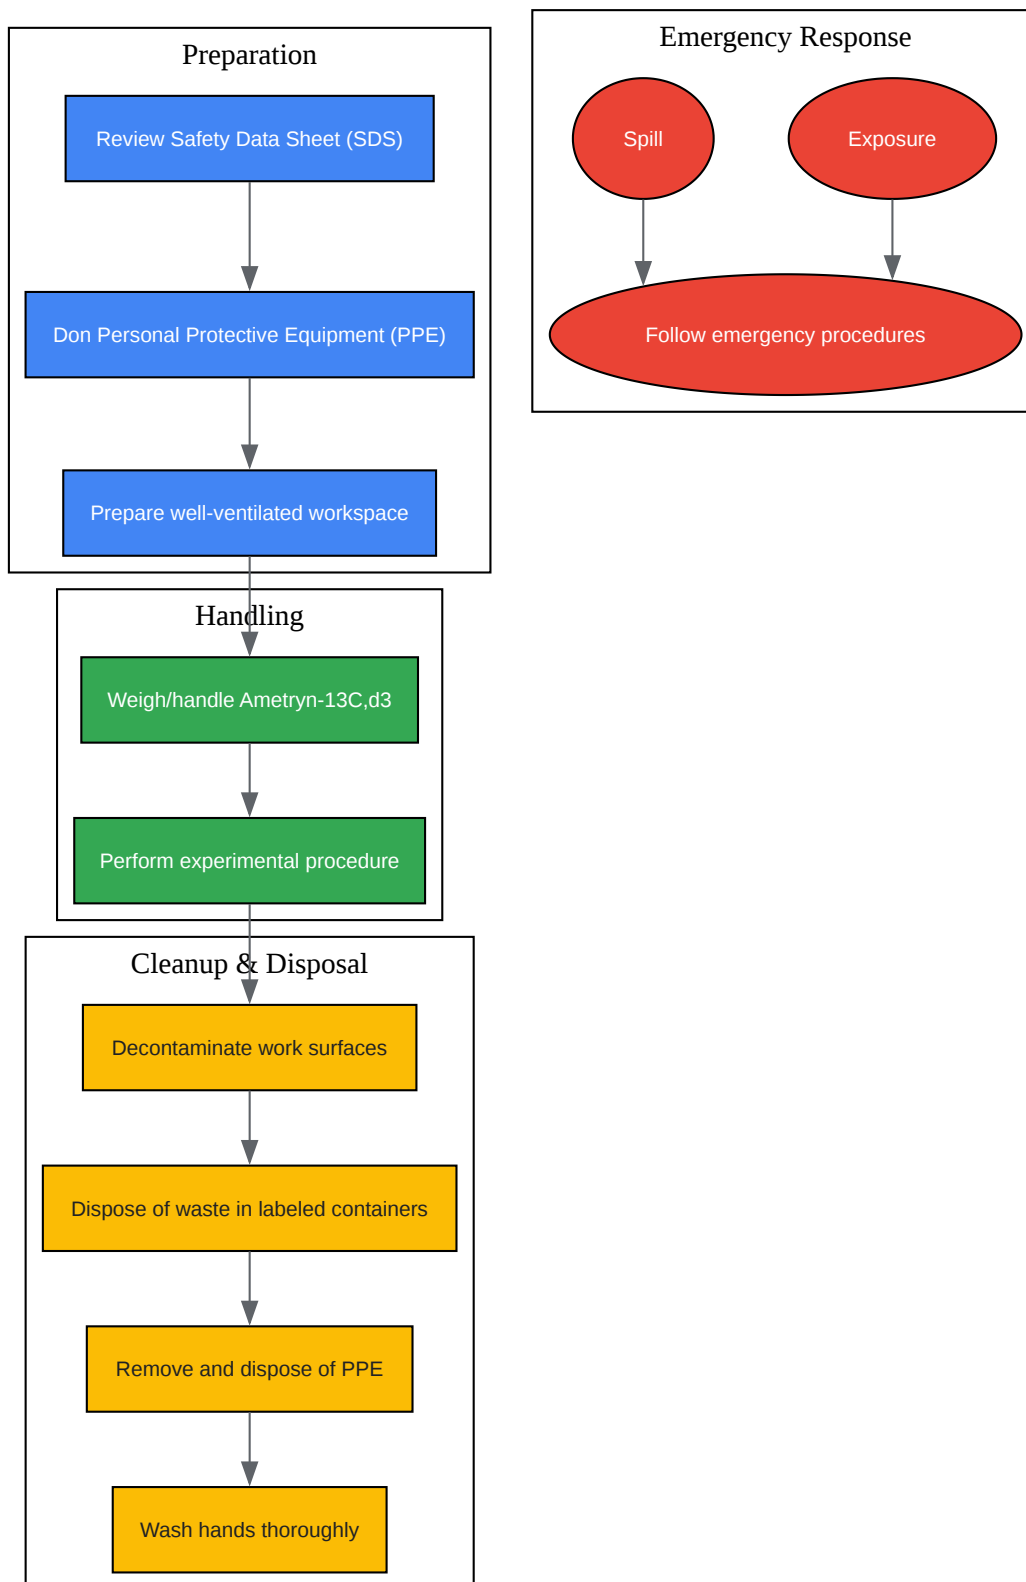 Preparation
Review Safety Data Sheet (SDS)
Don Personal Protective Equipment (PPE)
Prepare well-ventilated workspace
Handling
Weigh/handle Ametryn-13C,d3
Perform experimental procedure
Cleanup & Disposal
Decontaminate work surfaces
Dispose of waste in labeled containers
Remove and dispose of PPE
Wash hands thoroughly
Emergency Response
Spill
Exposure
Follow emergency procedures